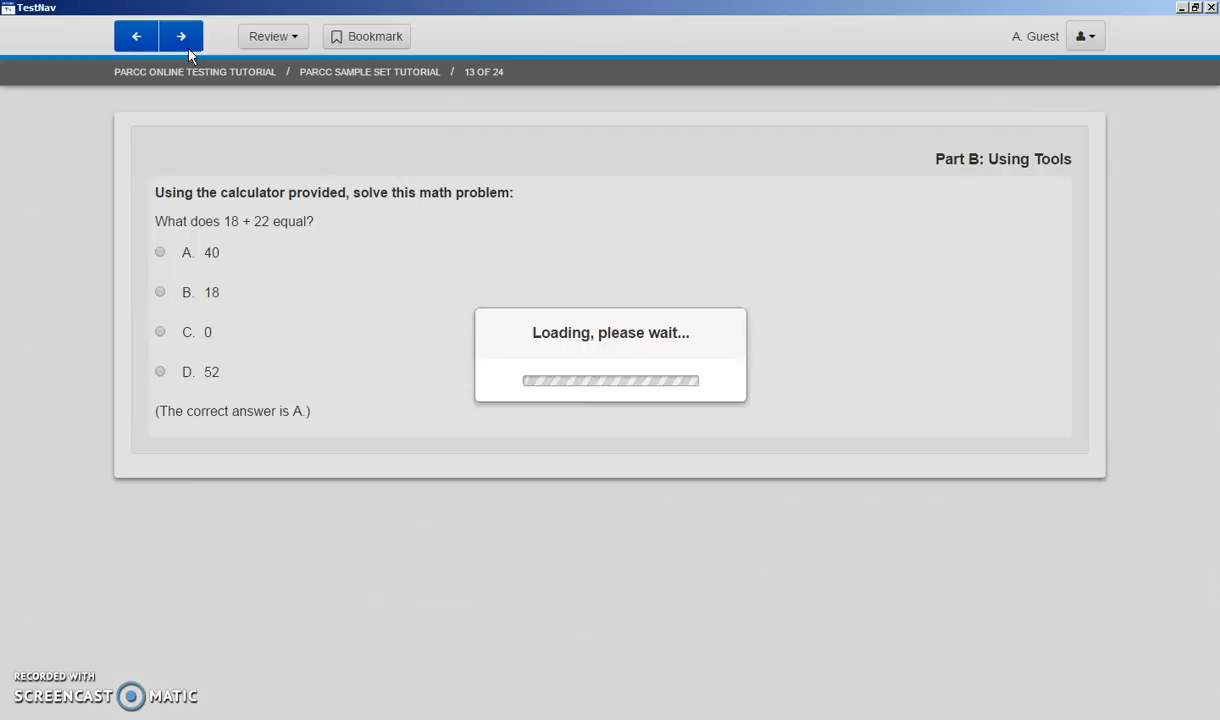 TestNav
Review
Bookmark
A. Guest
PARCC ONLINE TESTING TUTORIAL / PARCC SAMPLE SET TUTORIAL / 13 OF 24
Part B: Using Tools
Using the calculator provided, solve this math problem:
What does 18 + 22 equal?
A. 40
B. 18
C. 0
D. 52
(The correct answer is A.)
Loading, please wait...
RECORDED WITH
SCREENCAST MATIC